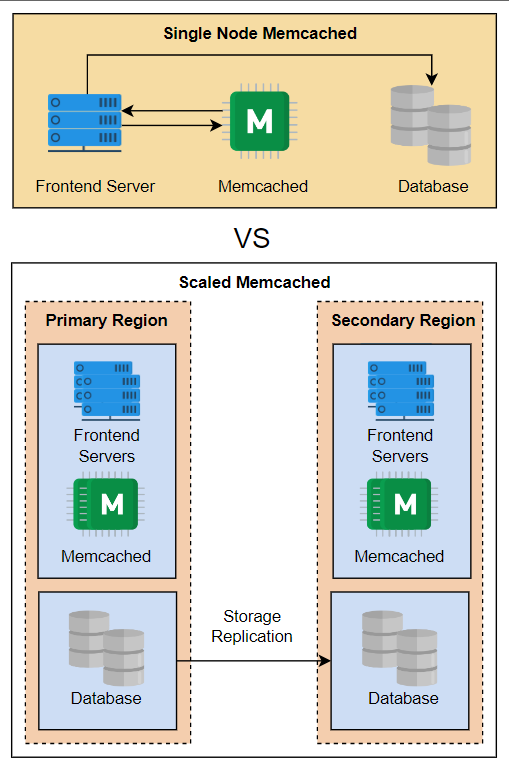 Single Node Memcached
M
Frontend Server
Memcached
Database
VS
Scaled Memcached
Primary Region
Frontend
Servers
M
Memcached
Database
Storage
Replication
Secondary Region
Frontend
Servers
M
Memcached
Database